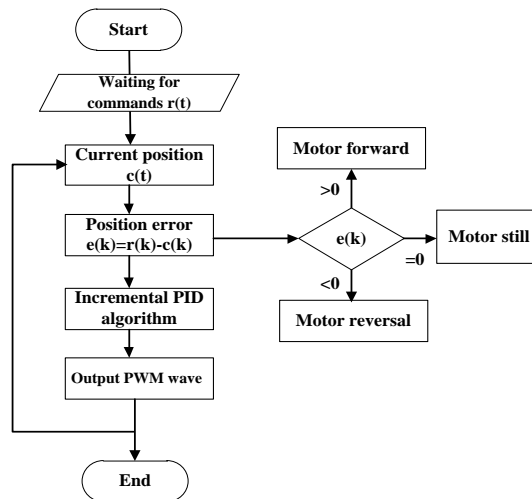 Start
Waiting for
commands r(t)
Current position
c(t)
Position error
e(k)=r(k)-c(k)
Incremental PID
algorithm
Output PWM wave
End
Motor forward
>0
e(k)
=0
Motor still
<0
Motor reversal